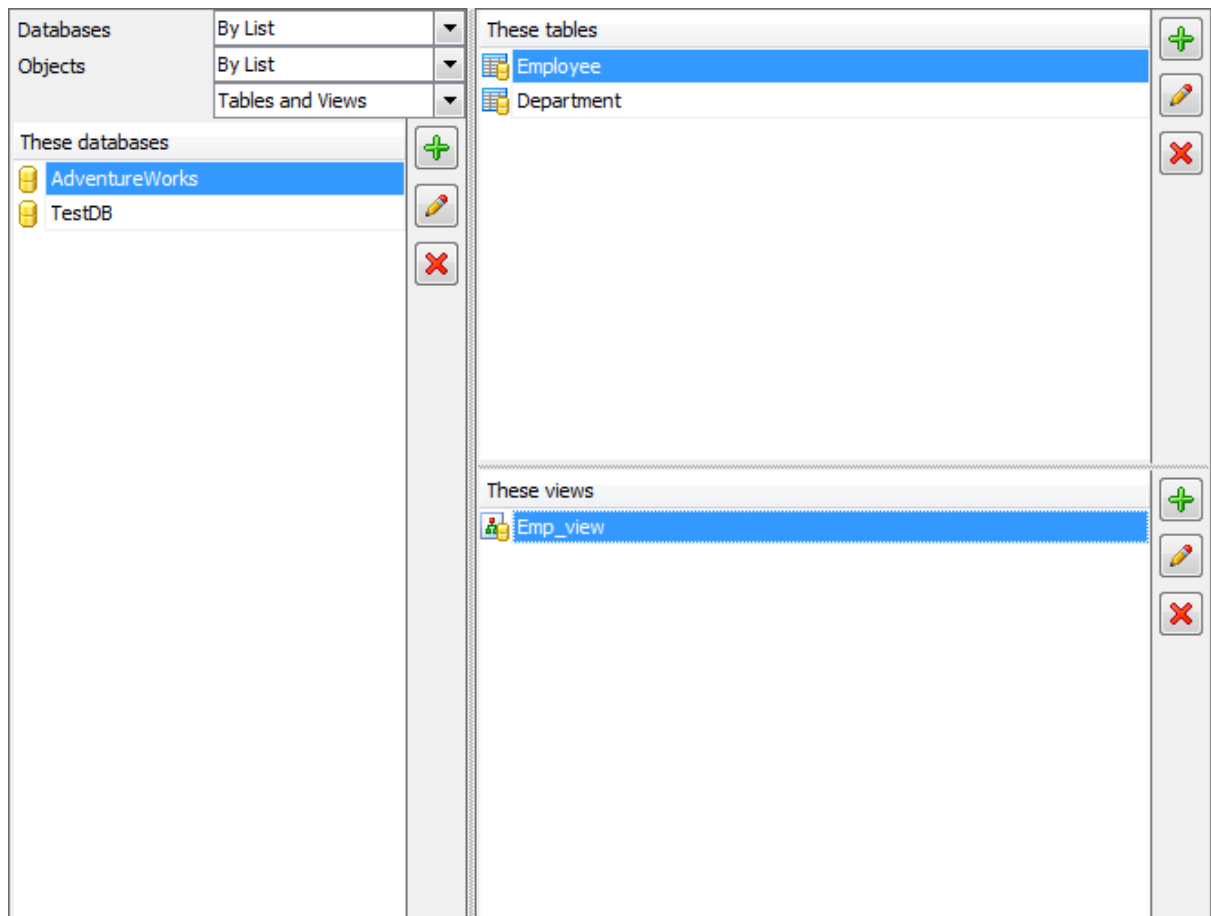 Databases
By List
Objects
By List
Tables and Views
These databases
AdventureWorks
TestDB
These tables
Employee
Department
These views
Emp_view